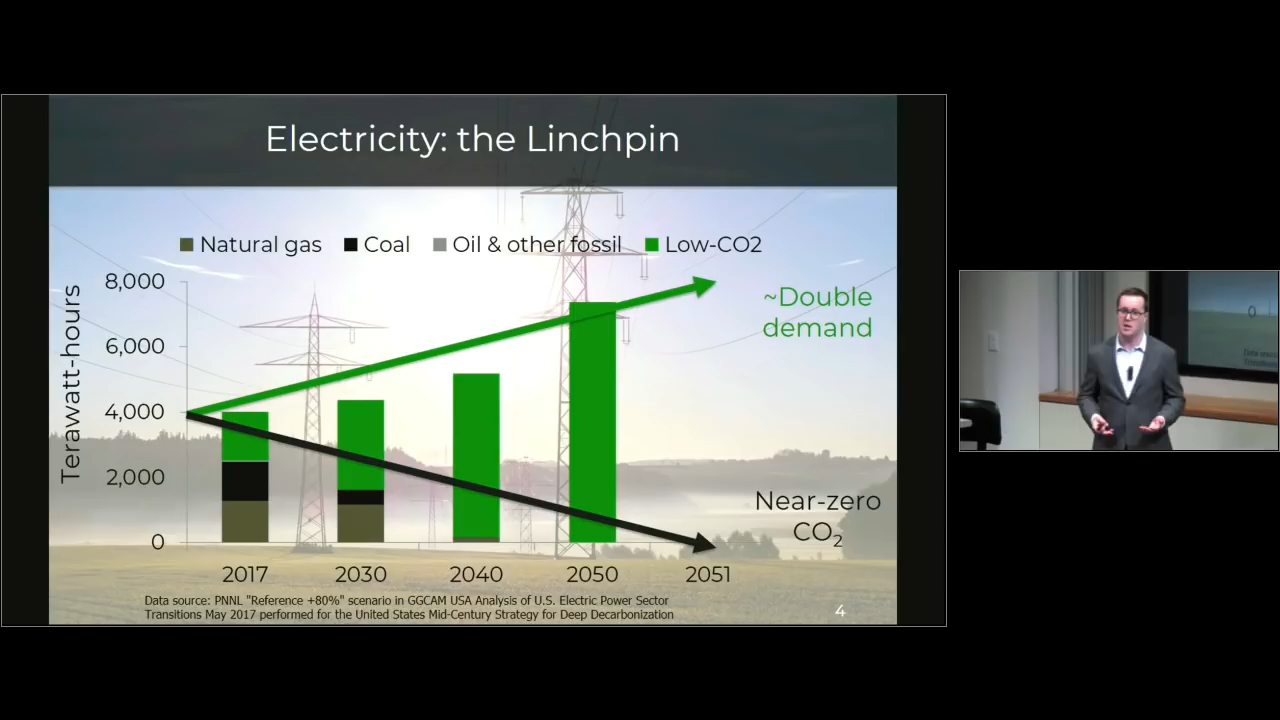 Electricity: the Linchpin
Natural gas Coal Oil & other fossil Low-CO2
Terawatt-hours
8,000
6,000
4,000
2,000
0
~Double
demand
Near-zero
CO2
2017 2030 2040 2050 2051
Data source: PNNL "Reference +80%" scenario in GGCAM USA Analysis of U.S. Electric Power Sector
Transitions May 2017 performed for the United States Mid-Century Strategy for Deep Decarbonization
4
0